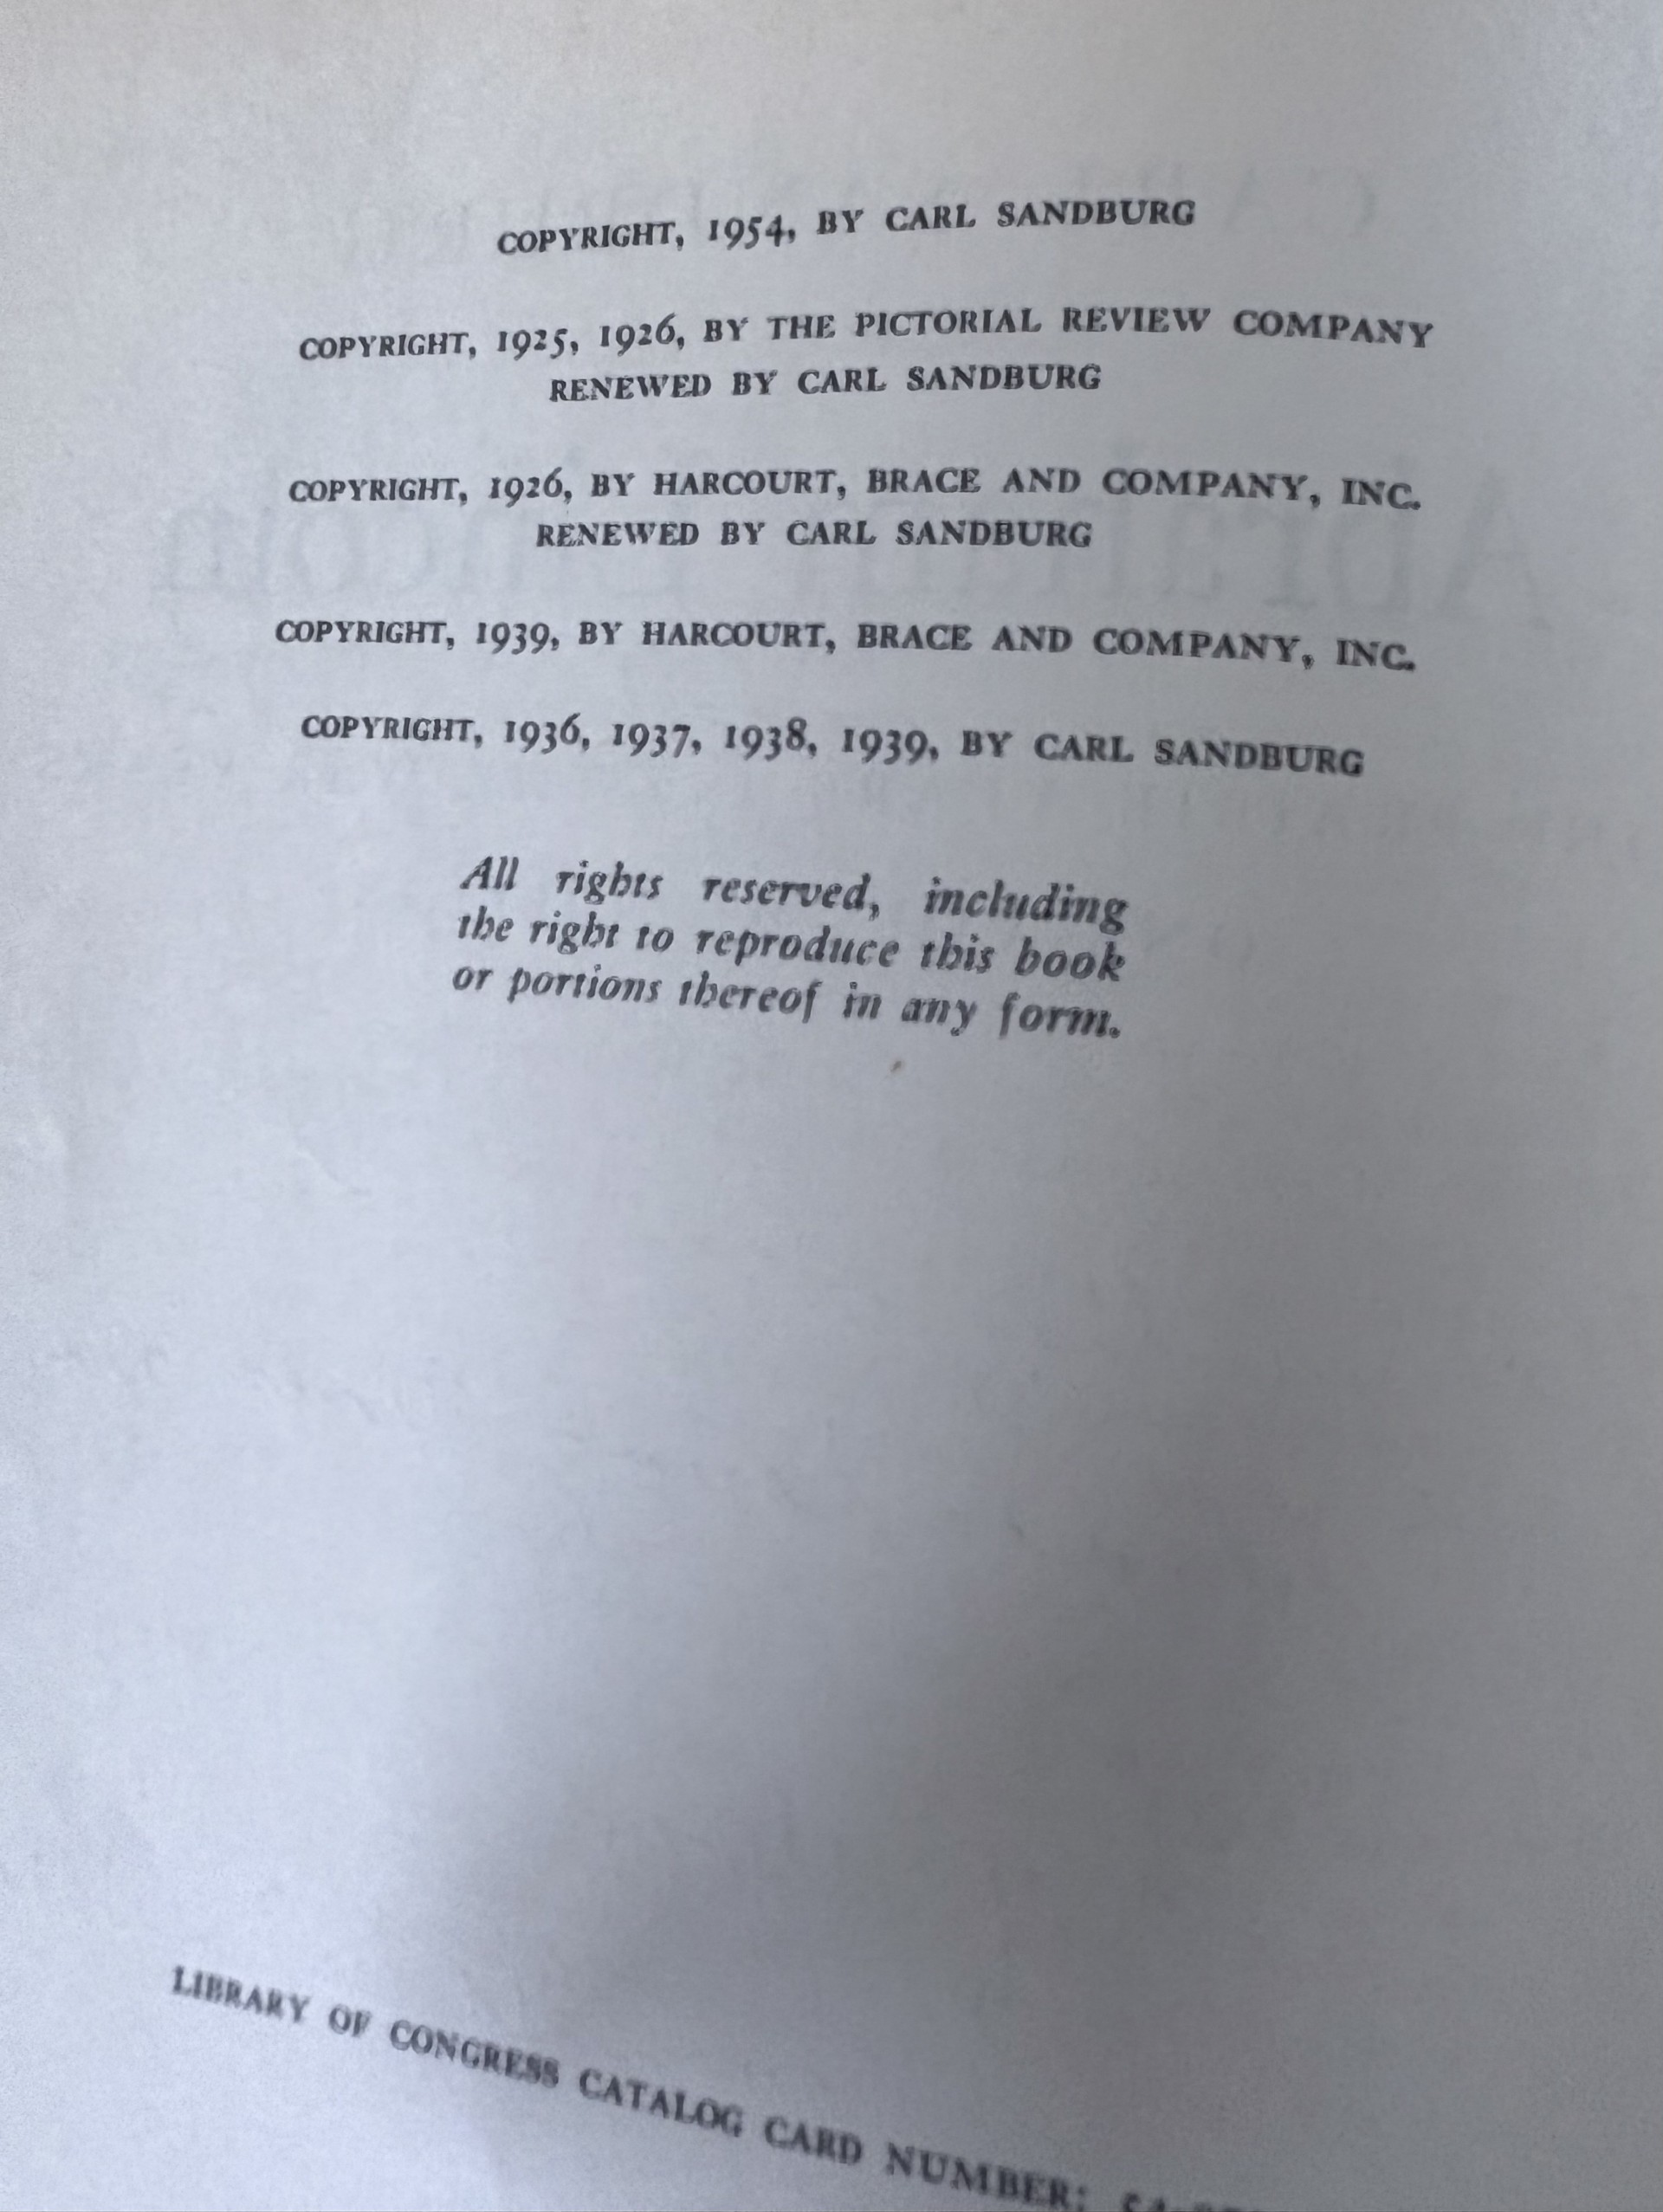 COPYRIGHT, 1954, BY CARL SANDBURG
COPYRIGHT, 1925, 1926, BY THE PICTORIAL REVIEW COMPANY
RENEWED BY CARL SANDBURG
COPYRIGHT, 1926, BY HARCOURT, BRACE AND COMPANY, INC.
RENEWED BY CARL SANDBURG
COPYRIGHT, 1939, BY HARCOURT, BRACE AND COMPANY, INC.
COPYRIGHT, 1936, 1937, 1938, 1939, BY CARL SANDBURG
All rights reserved, including
the right to reproduce this book
or portions thereof in any form.
LIBRARY OF CONGRESS CATALOG CARD NUMBER: